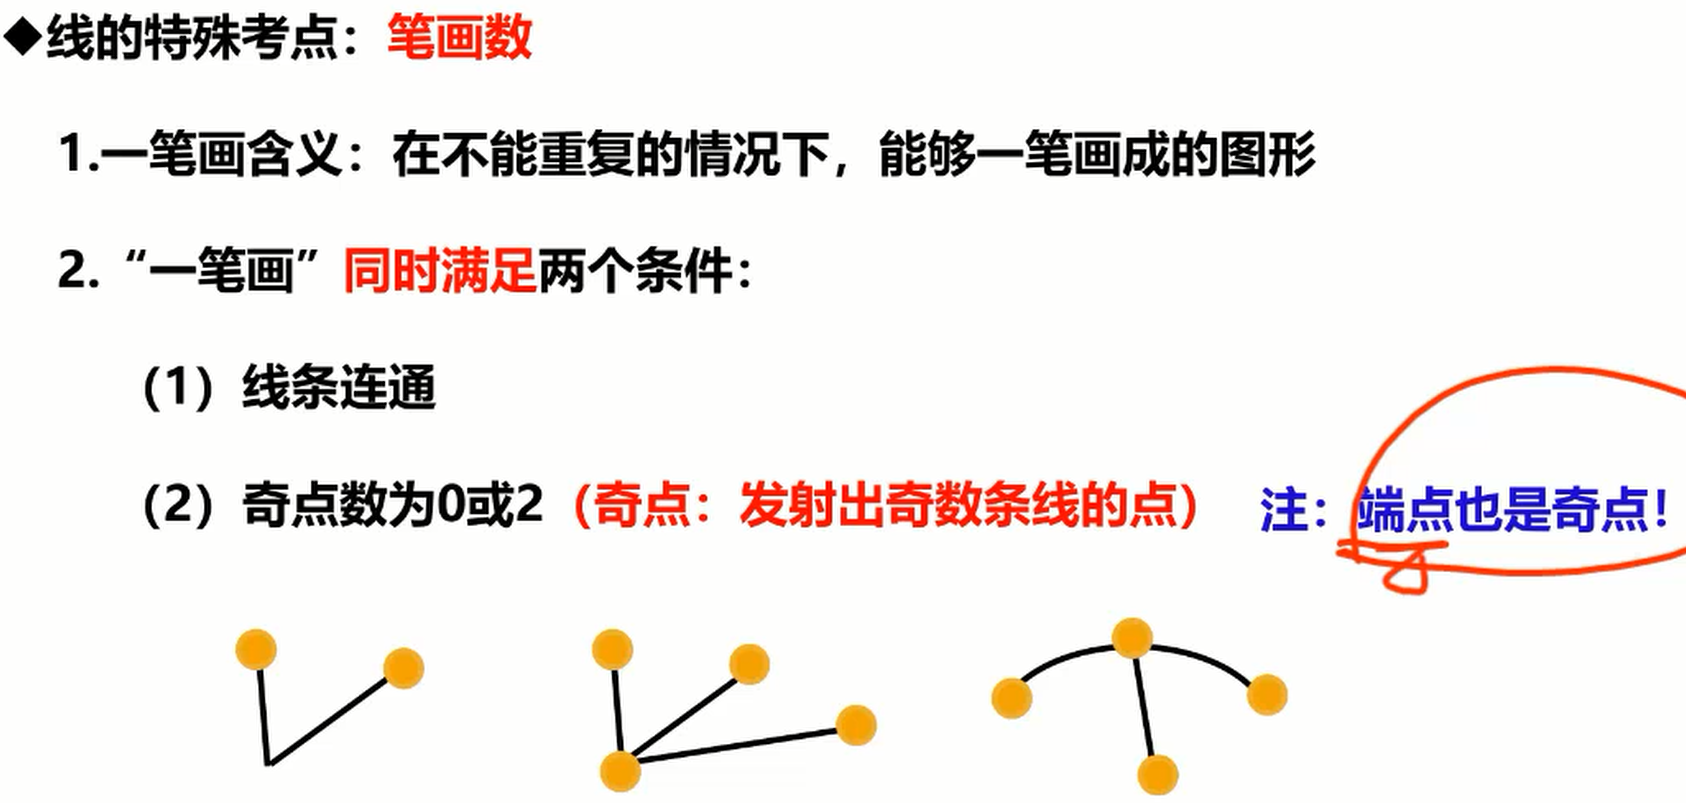 ◆线的特殊考点：笔画数
1.一笔画含义：在不能重复的情况下，能够一笔画成的图形
2.“一笔画”同时满足两个条件：
（1）线条连通
（2）奇点数为0或2（奇点：发射出奇数条线的点） 注：端点也是奇点！